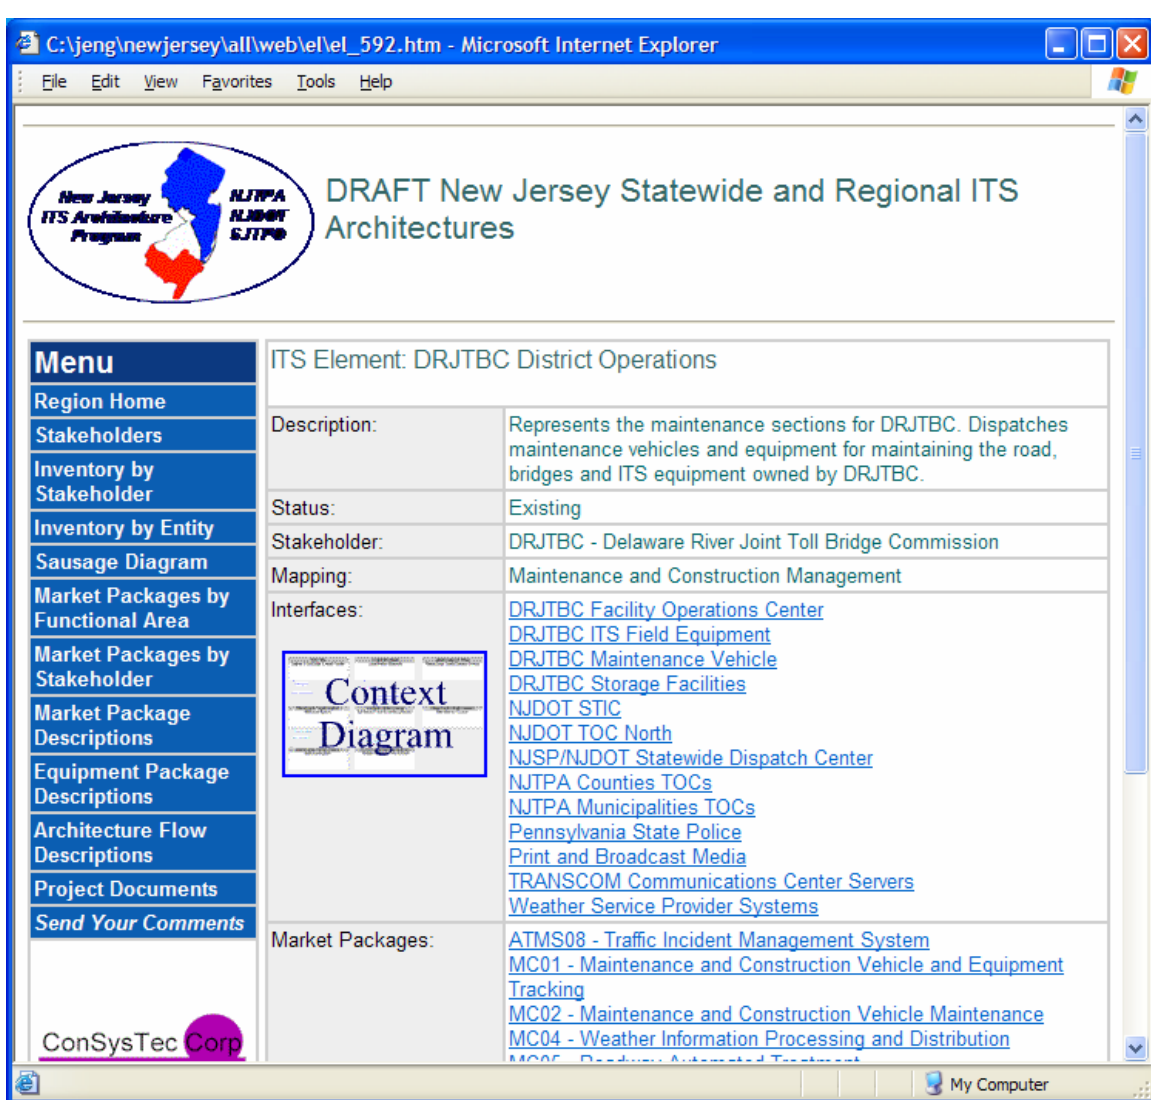 C:\jeng\newjersey\all\web\el\el_592.htm - Microsoft Internet Explorer
File Edit View Favorites Tools Help
New Jersey
ITS Architecture
Program
NJTPA
NJDOT
SJTPO
DRAFT New Jersey Statewide and Regional ITS
Architectures
Menu
Region Home
Stakeholders
Inventory by
Stakeholder
Inventory by Entity
Sausage Diagram
Market Packages by
Functional Area
Market Packages by
Stakeholder
Market Package
Descriptions
Equipment Package
Descriptions
Architecture Flow
Descriptions
Project Documents
Send Your Comments
ConSysTec Corp
ITS Element: DRJTBC District Operations
Description:
Represents the maintenance sections for DRJTBC. Dispatches
maintenance vehicles and equipment for maintaining the road,
bridges and ITS equipment owned by DRJTBC.
Status:
Existing
Stakeholder:
DRJTBC - Delaware River Joint Toll Bridge Commission
Mapping:
Maintenance and Construction Management
Interfaces:
Context
Diagram
DRJTBC Facility Operations Center
DRJTBC ITS Field Equipment
DRJTBC Maintenance Vehicle
DRJTBC Storage Facilities
NJDOT STIC
NJDOT TOC North
NJSP/NJDOT Statewide Dispatch Center
NJTPA Counties TOCs
NJTPA Municipalities TOCs
Pennsylvania State Police
Print and Broadcast Media
TRANSCOM Communications Center Servers
Weather Service Provider Systems
Market Packages:
ATMS08 - Traffic Incident Management System
MC01 - Maintenance and Construction Vehicle and Equipment
Tracking
MC02 - Maintenance and Construction Vehicle Maintenance
MC04 - Weather Information Processing and Distribution
MC05 - Roadway Automated Treatment
My Computer